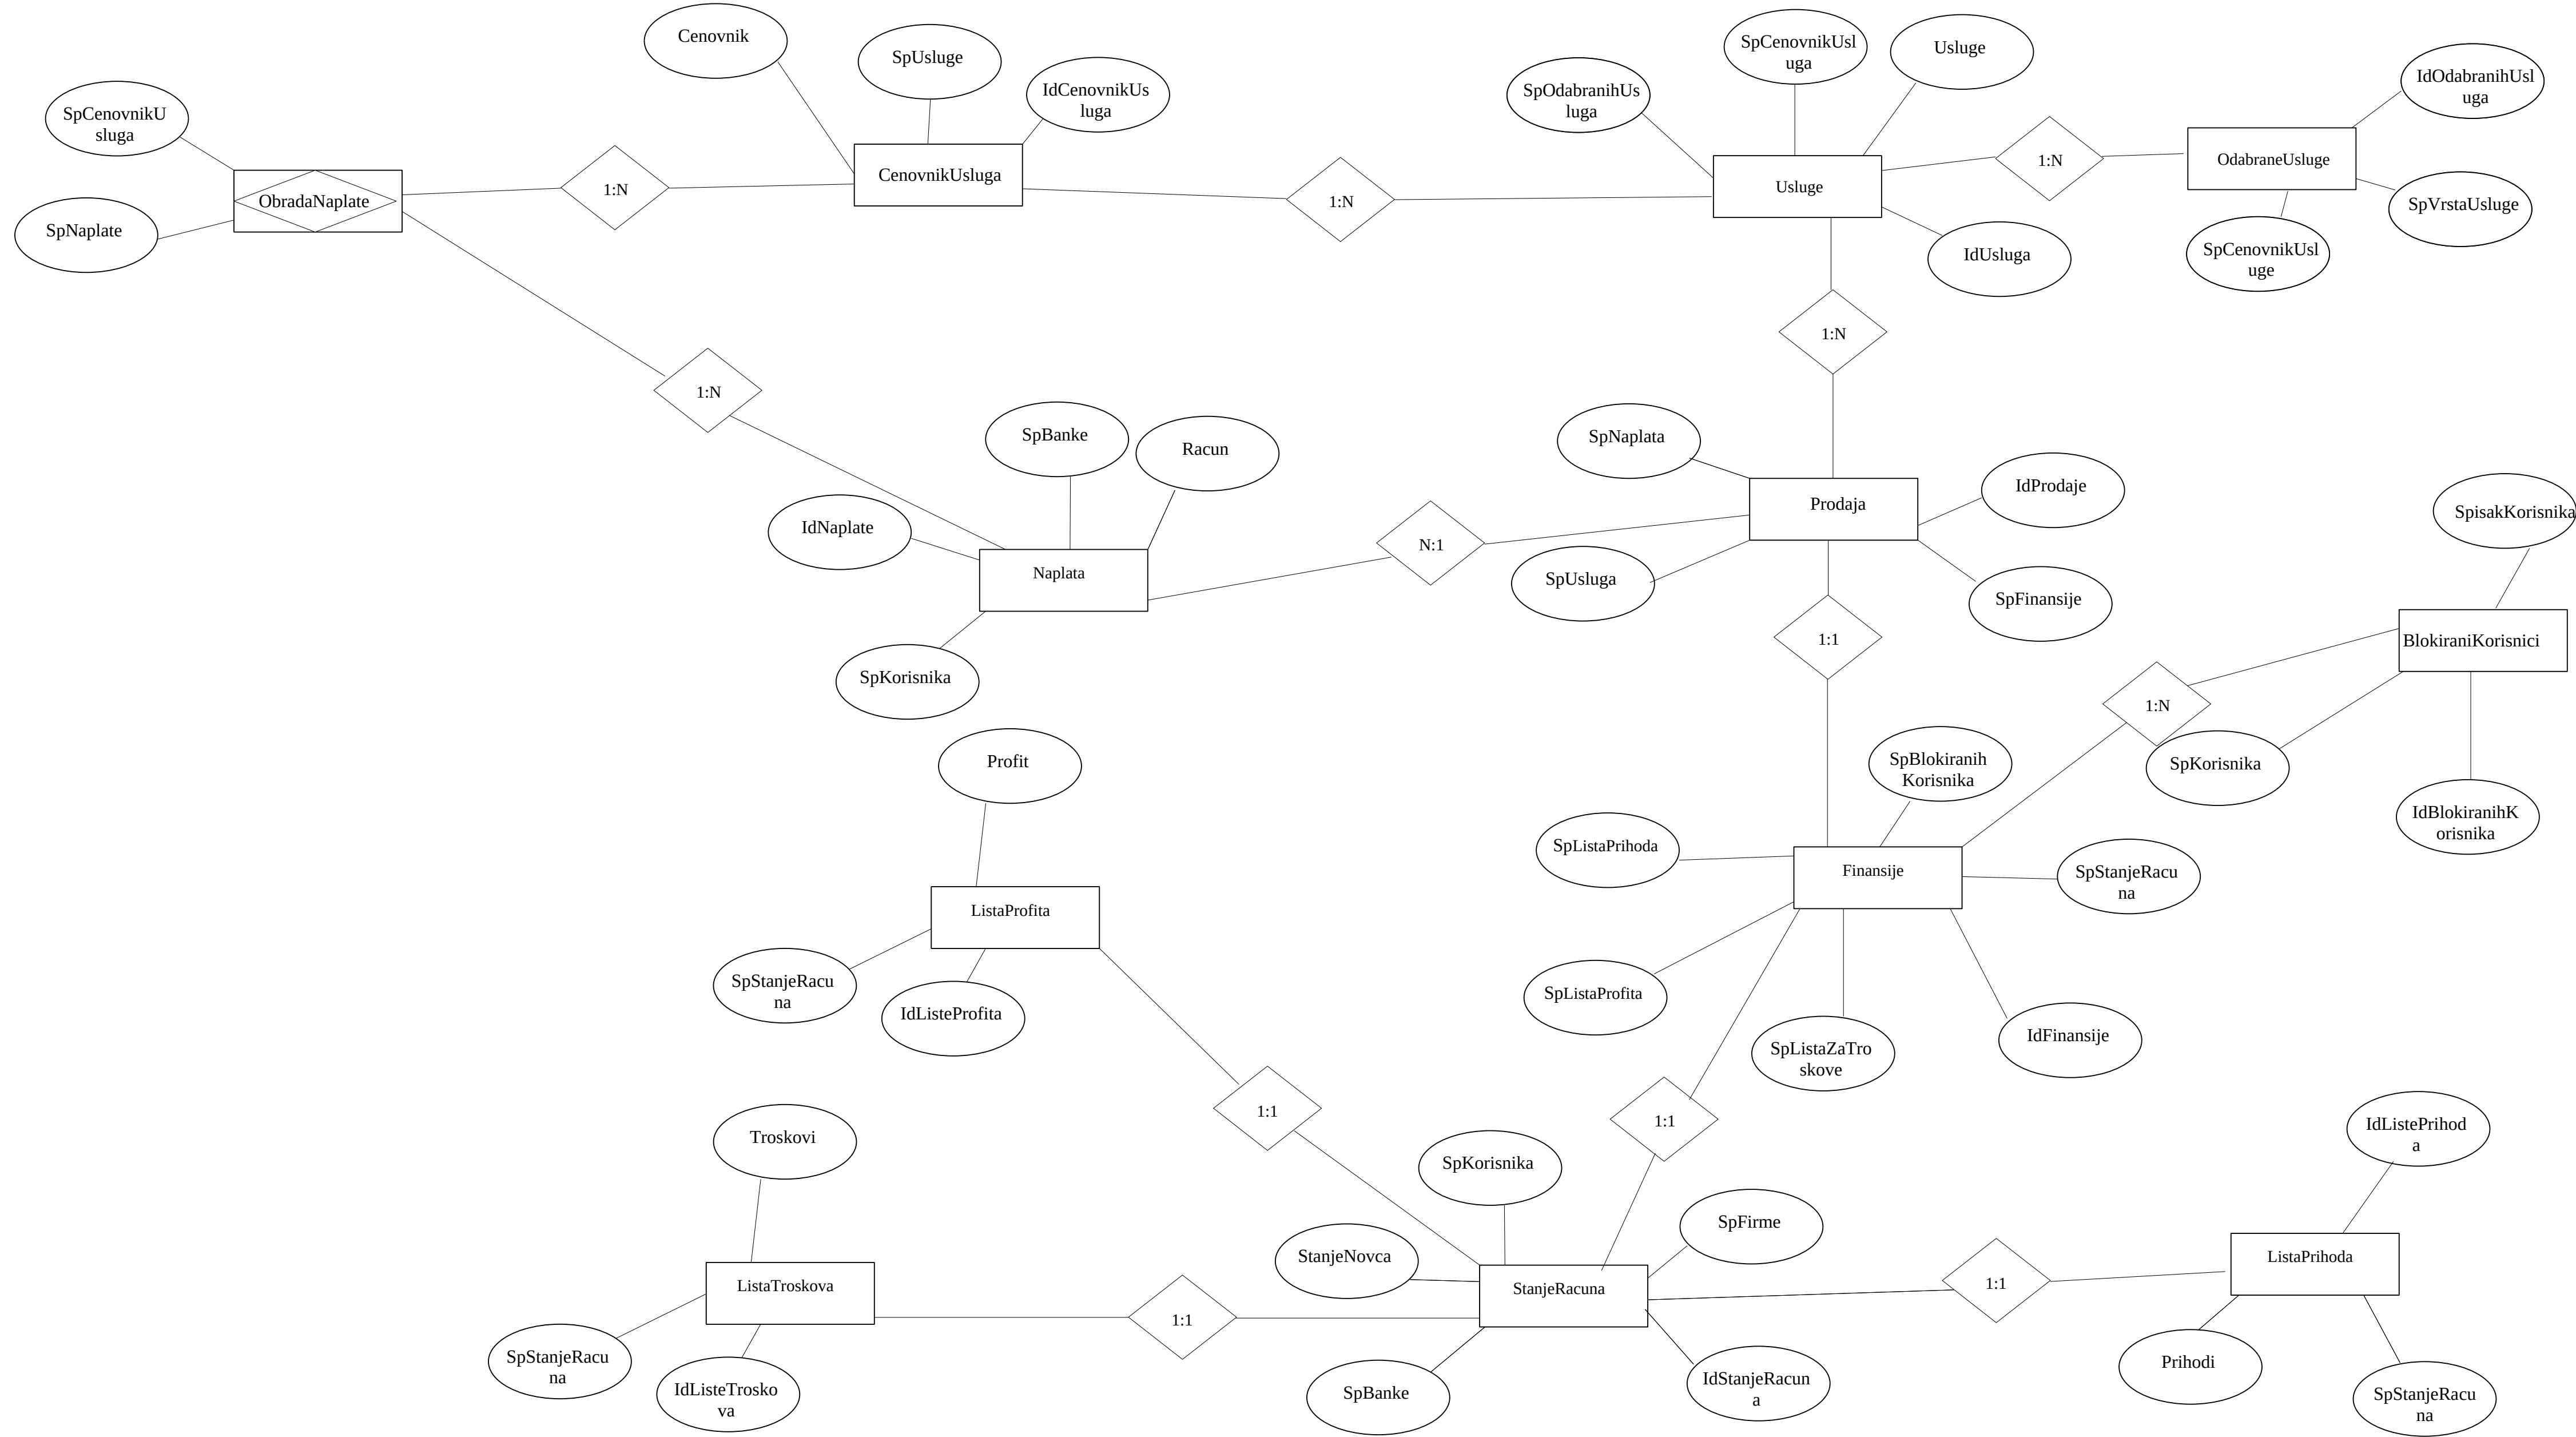 Cenovnik
SpUsluge
IdCenovnikUs
luga
SpOdabranihUs
luga
SpCenovnikUsl
uga
Usluge
IdOdabranihUsl
uga
SpCenovnikU
sluga
SpNaplate
ObradaNaplate
1:N
CenovnikUsluga
1:N
Usluge
1:N
OdabraneUsluge
SpVrstaUsluge
SpCenovnikUsl
uge
IdUsluga
1:N
1:N
SpBanke
Racun
IdNaplate
Naplata
SpKorisnika
N:1
SpNaplata
Prodaja
IdProdaje
SpUsluga
SpFinansije
1:1
SpisakKorisnika
BlokiraniKorisnici
1:N
SpKorisnika
IdBlokiranihK
orisnika
Profit
ListaProfita
SpStanjeRacu
na
IdListeProfita
SpBlokiranih
Korisnika
SpListaPrihoda
Finansije
SpStanjeRacu
na
SpListaProfita
SpListaZaTro
skove
IdFinansije
1:1
1:1
Troskovi
ListaTroskova
SpStanjeRacu
na
IdListeTrosko
va
1:1
SpKorisnika
StanjeNovca
SpFirme
StanjeRacuna
SpBanke
IdStanjeRacun
a
1:1
IdListePrihod
a
ListaPrihoda
Prihodi
SpStanjeRacu
na